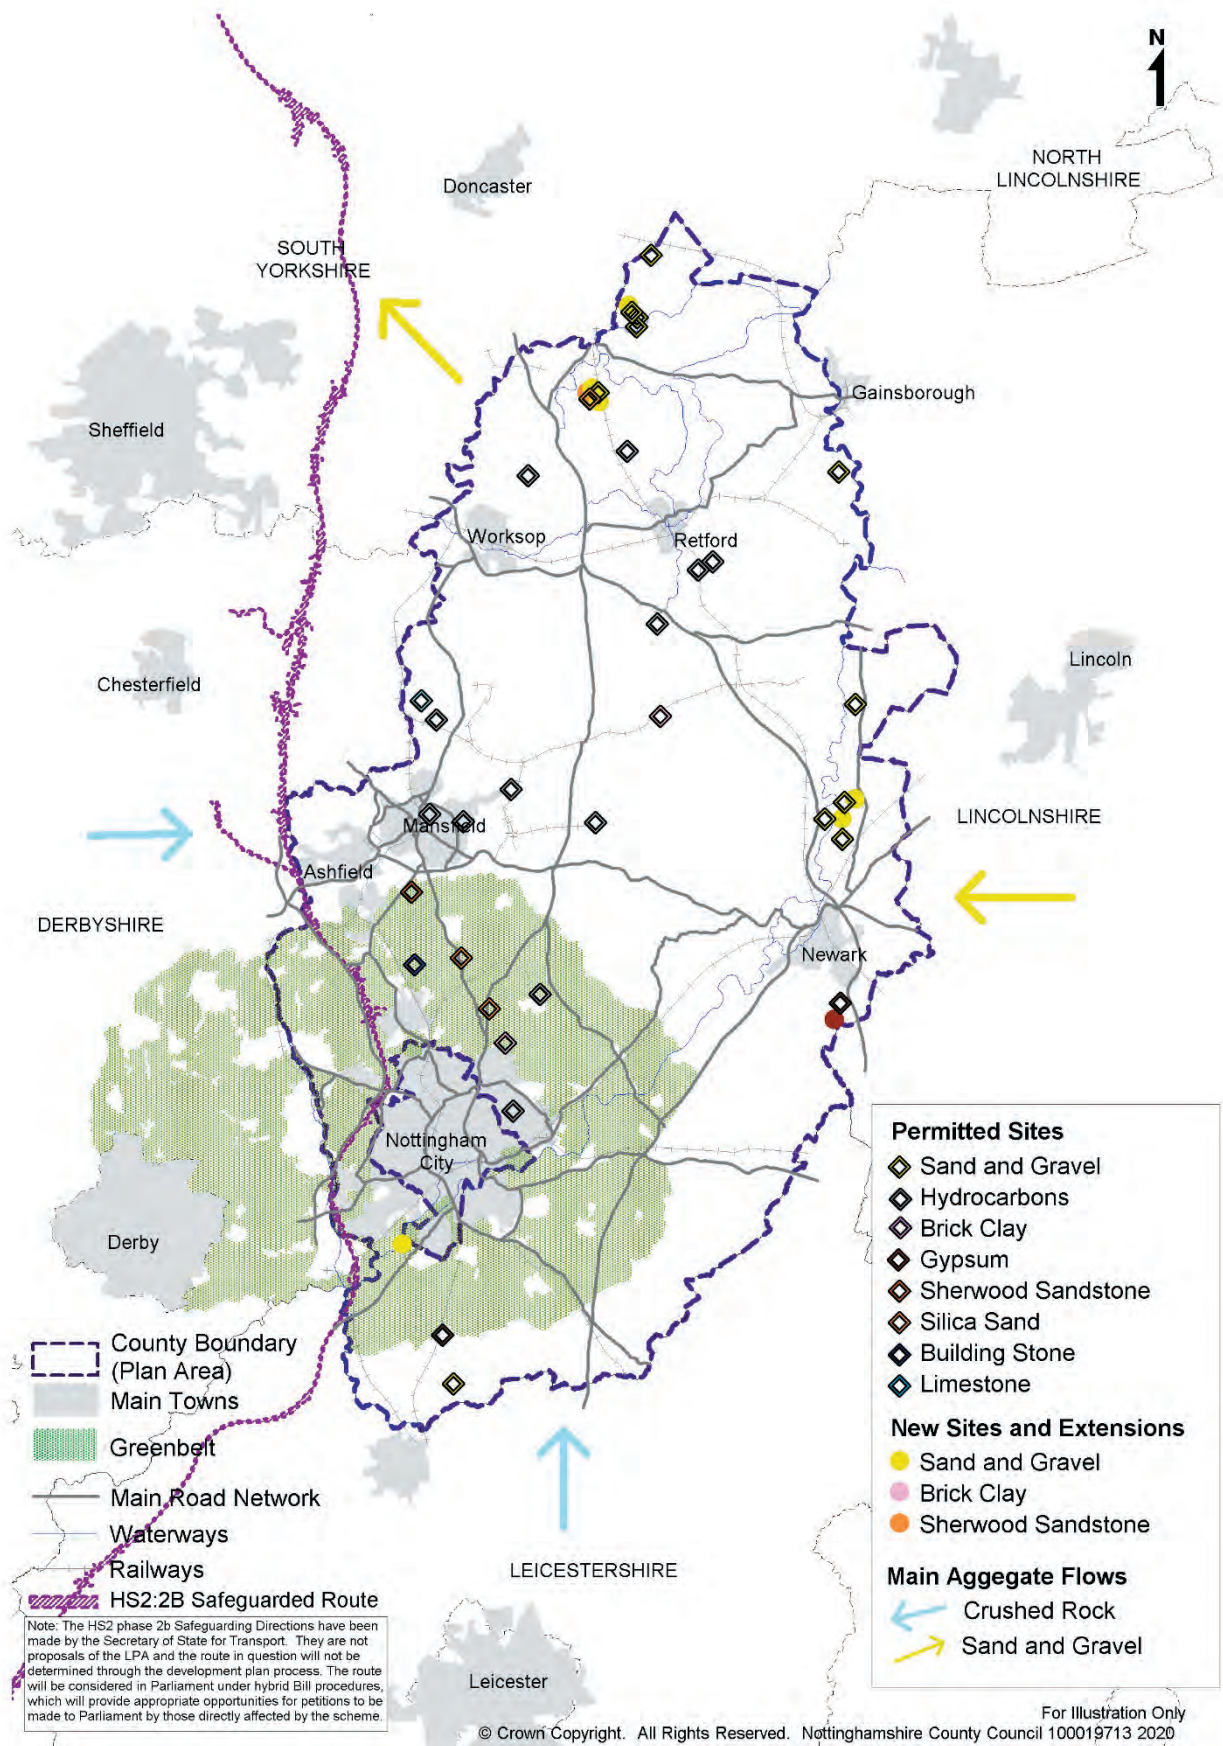 N
NORTH
LINCOLNSHIRE
Doncaster
SOUTH
YORKSHIRE
Gainsborough
Sheffield
Worksop
Retford
Lincoln
Chesterfield
LINCOLNSHIRE
Mansfield
Ashfield
DERBYSHIRE
Newark
Nottingham
City
Derby
Permitted Sites
Sand and Gravel
Hydrocarbons
Brick Clay
Gypsum
Sherwood Sandstone
Silica Sand
Building Stone
Limestone
New Sites and Extensions
Sand and Gravel
Brick Clay
Sherwood Sandstone
Main Aggegate Flows
Crushed Rock
Sand and Gravel
County Boundary
(Plan Area)
Main Towns
Greenbelt
Main Road Network
Waterways
Railways
HS2:2B Safeguarded Route
Note: The HS2 phase 2b Safeguarding Directions have been
made by the Secretary of State for Transport. They are not
proposals of the LPA and the route in question will not be
determined through the development plan process. The route
will be considered in Parliament under hybrid Bill procedures,
which will provide appropriate opportunities for petitions to be
made to Parliament by those directly affected by the scheme.
LEICESTERSHIRE
Leicester
For Illustration Only
© Crown Copyright. All Rights Reserved. Nottinghamshire County Council 100019713 2020